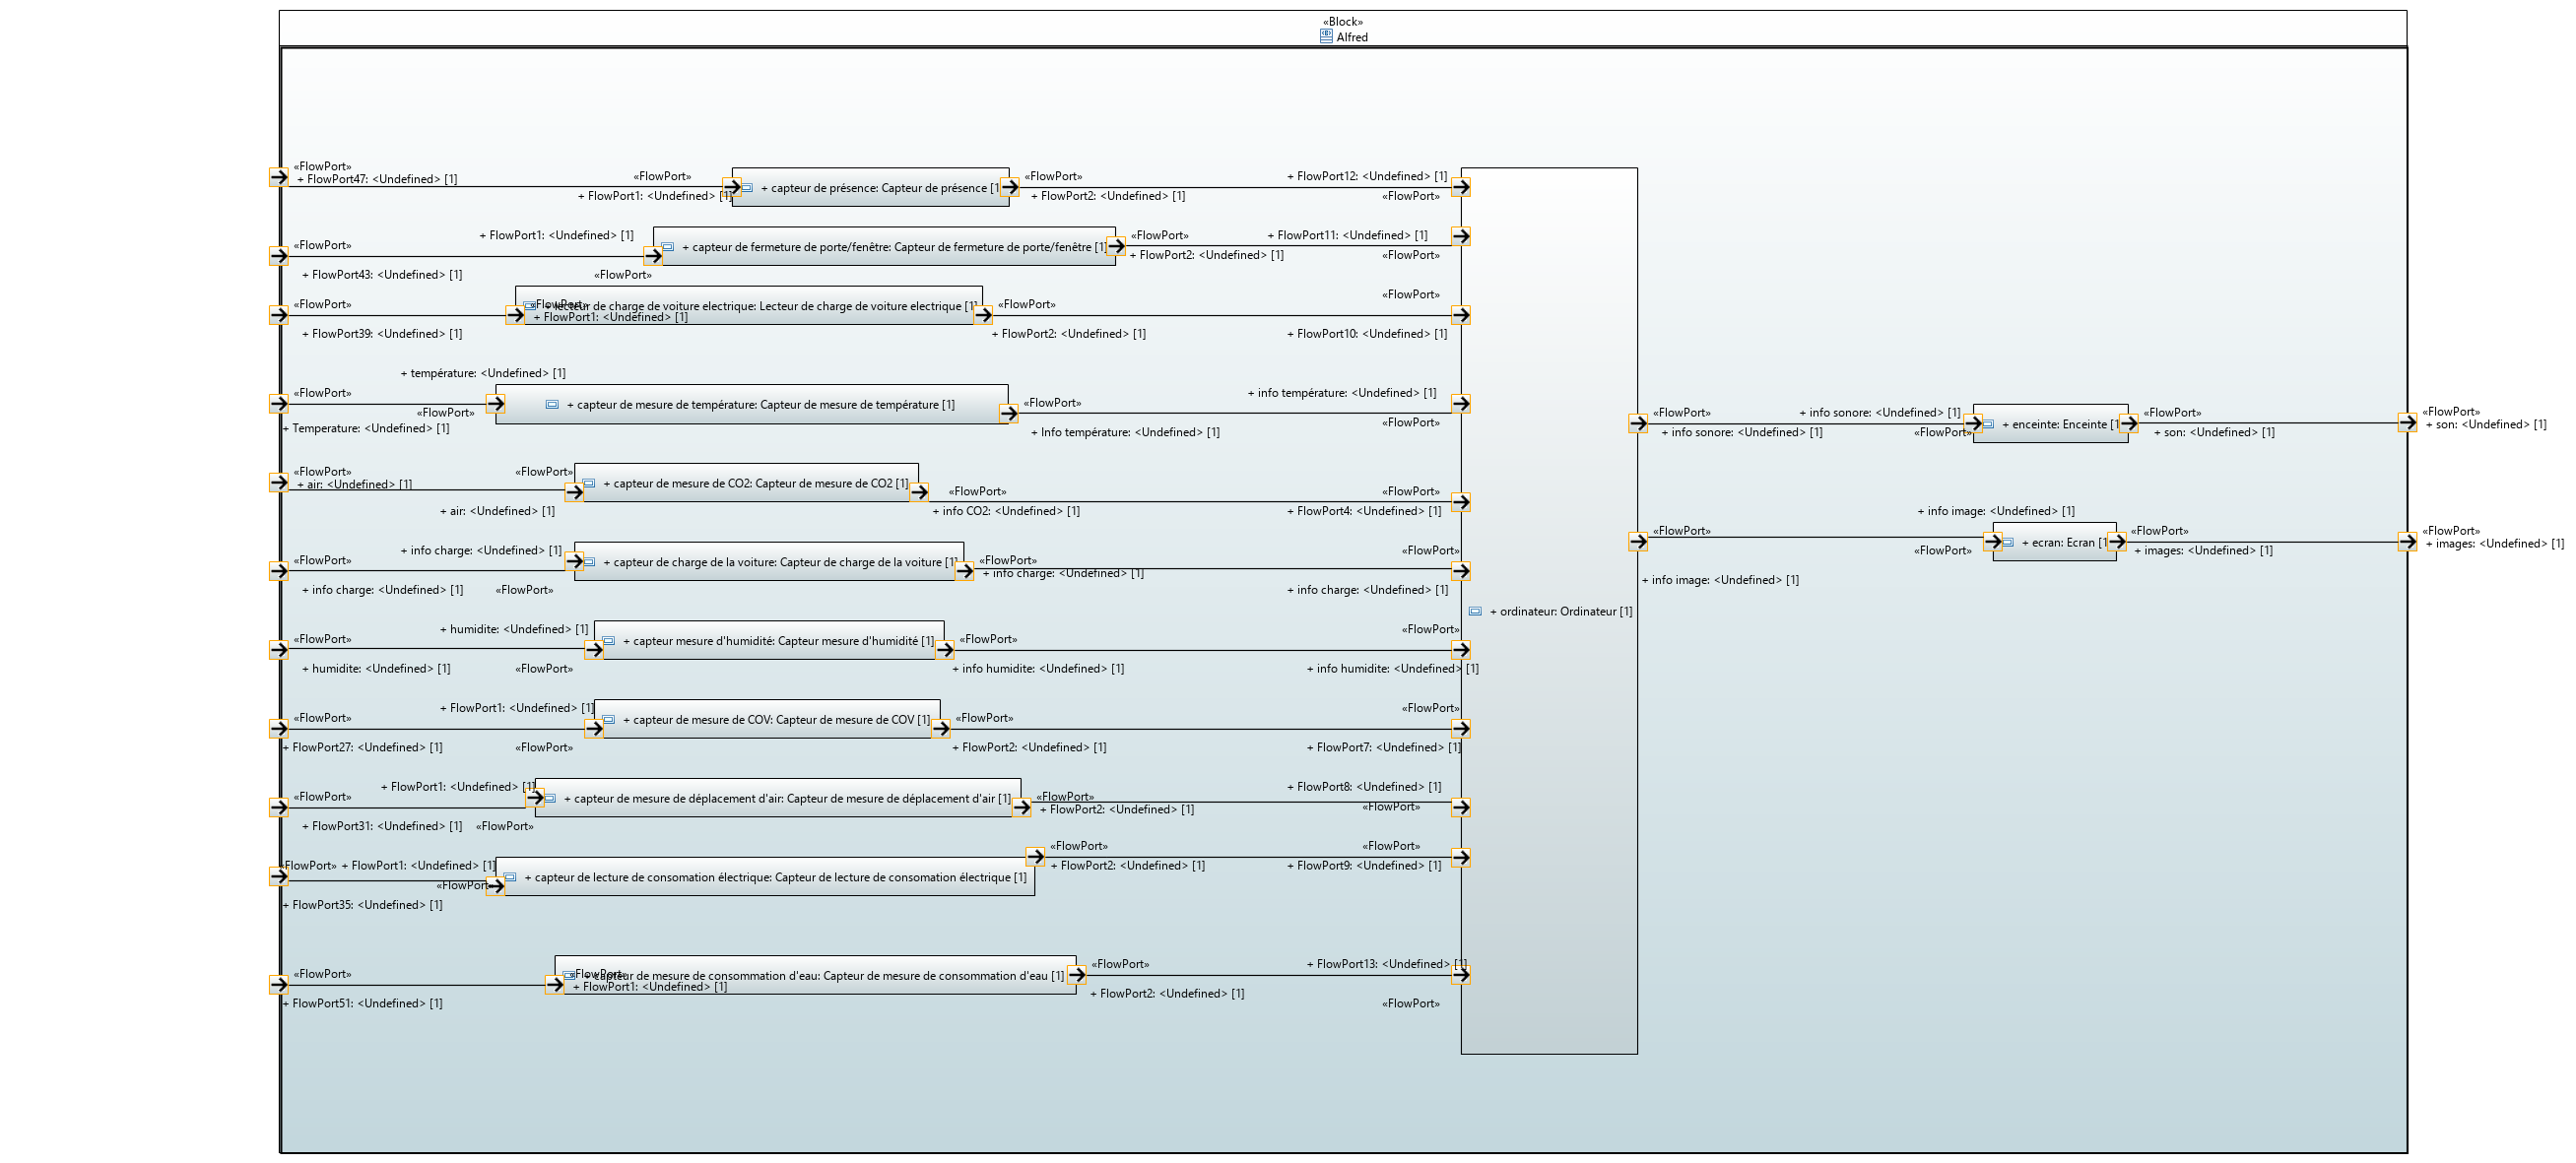 «Block»
Alfred
«FlowPort»
+ FlowPort47: <Undefined> [1]
«FlowPort»
+ FlowPort1: <Undefined> [1]
+ capteur de présence: Capteur de présence [1
«FlowPort»
+ FlowPort2: <Undefined> [1]
+ FlowPort12: <Undefined> [1]
«FlowPort»
«FlowPort»
+ FlowPort43: <Undefined> [1]
+ FlowPort1: <Undefined> [1]
«FlowPort»
+ capteur de fermeture de porte/fenêtre: Capteur de fermeture de porte/fenêtre [1]
«FlowPort»
+ FlowPort2: <Undefined> [1]
+ FlowPort11: <Undefined> [1]
«FlowPort»
«FlowPort»
+ FlowPort39: <Undefined> [1]
«FlowPort»
+ FlowPort1: <Undefined> [1]
+ lecteur de charge de voiture electrique: Lecteur de charge de voiture electrique [1]
«FlowPort»
+ FlowPort2: <Undefined> [1]
«FlowPort»
+ FlowPort10: <Undefined> [1]
«FlowPort»
+ Temperature: <Undefined> [1]
+ température: <Undefined> [1]
«FlowPort»
+ capteur de mesure de température: Capteur de mesure de température [1]
«FlowPort»
+ Info température: <Undefined> [1]
+ info température: <Undefined> [1]
«FlowPort»
«FlowPort»
+ info sonore: <Undefined> [1]
+ info sonore: <Undefined> [1]
«FlowPort»
+ enceinte: Enceinte [1
«FlowPort»
+ son: <Undefined> [1]
«FlowPort»
+ son: <Undefined> [1]
«FlowPort»
+ air: <Undefined> [1]
«FlowPort»
+ air: <Undefined> [1]
+ capteur de mesure de CO2: Capteur de mesure de CO2 [1]
«FlowPort»
+ info CO2: <Undefined> [1]
«FlowPort»
+ FlowPort4: <Undefined> [1]
«FlowPort»
+ info image: <Undefined> [1]
+ info image: <Undefined> [1]
«FlowPort»
+ ecran: Ecran [1
«FlowPort»
+ images: <Undefined> [1]
«FlowPort»
+ images: <Undefined> [1]
«FlowPort»
+ info charge: <Undefined> [1]
+ info charge: <Undefined> [1]
«FlowPort»
+ capteur de charge de la voiture: Capteur de charge de la voiture [1]
«FlowPort»
+ info charge: <Undefined> [1]
«FlowPort»
+ info charge: <Undefined> [1]
+ ordinateur: Ordinateur [1]
«FlowPort»
+ humidite: <Undefined> [1]
+ humidite: <Undefined> [1]
«FlowPort»
+ capteur mesure d'humidité: Capteur mesure d'humidité [1]
«FlowPort»
+ info humidite: <Undefined> [1]
«FlowPort»
+ info humidite: <Undefined> [1]
«FlowPort»
+ FlowPort27: <Undefined> [1]
+ FlowPort1: <Undefined> [1]
«FlowPort»
+ capteur de mesure de COV: Capteur de mesure de COV [1]
«FlowPort»
+ FlowPort2: <Undefined> [1]
«FlowPort»
+ FlowPort7: <Undefined> [1]
«FlowPort»
+ FlowPort31: <Undefined> [1]
+ FlowPort1: <Undefined> [1]
«FlowPort»
+ capteur de mesure de déplacement d'air: Capteur de mesure de déplacement d'air [1]
«FlowPort»
+ FlowPort2: <Undefined> [1]
+ FlowPort8: <Undefined> [1]
«FlowPort»
«FlowPort»
+ FlowPort35: <Undefined> [1]
+ FlowPort1: <Undefined> [1]
«FlowPort»
+ capteur de lecture de consomation électrique: Capteur de lecture de consomation électrique [1]
«FlowPort»
+ FlowPort2: <Undefined> [1]
«FlowPort»
+ FlowPort9: <Undefined> [1]
«FlowPort»
+ FlowPort51: <Undefined> [1]
«FlowPort»
+ FlowPort1: <Undefined> [1]
+ capteur de mesure de consommation d'eau: Capteur de mesure de consommation d'eau [1]
«FlowPort»
+ FlowPort2: <Undefined> [1]
+ FlowPort13: <Undefined> [1]
«FlowPort»